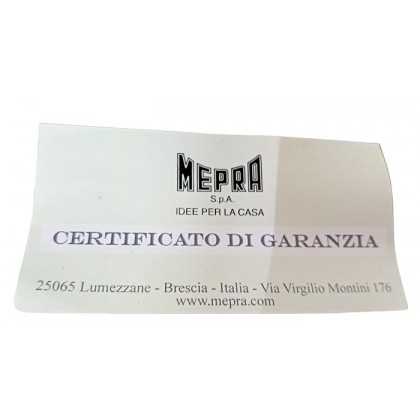 MEPRA
S.p.A.
IDEE PER LA CASA
CERTIFICATO DI GARANZIA
25065 Lumezzane - Brescia - Italia - Via Virgilio Montini 176
www.mepra.com